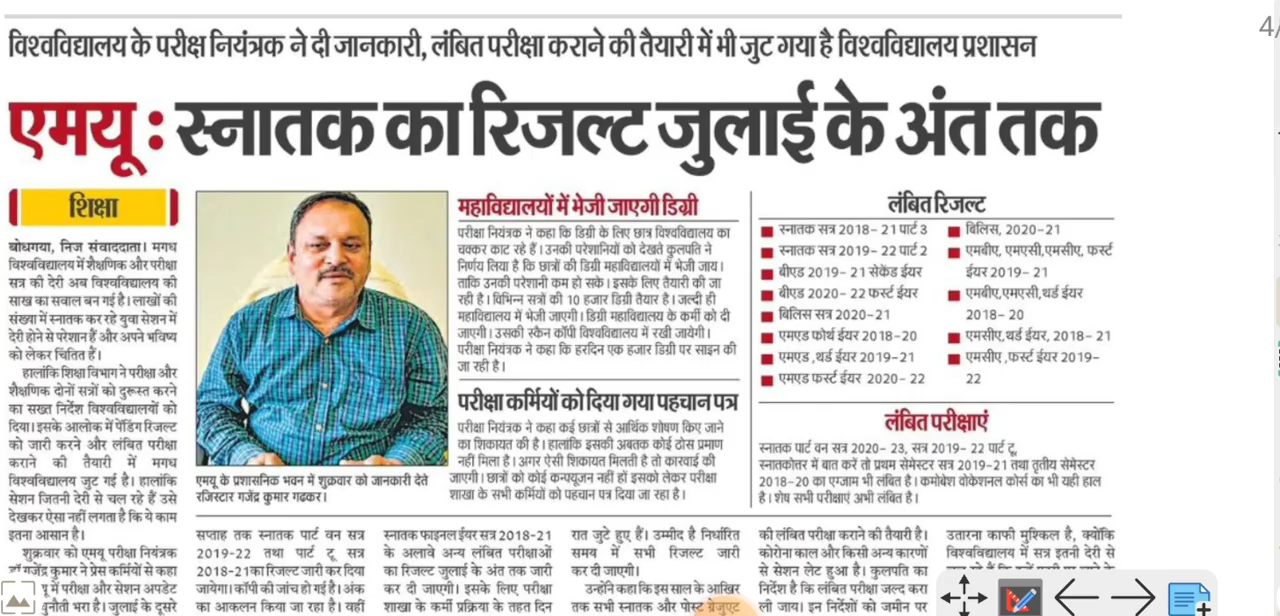 4/
विश्वविद्यालय के परीक्ष नियंत्रक ने दी जानकारी, लंबित परीक्षा कराने की तैयारी में भी जुट गया है विश्वविद्यालय प्रशासन
एमयू : स्नातक का रिजल्ट जुलाई के अंत तक
शिक्षा
बोधगया, निज संवाददाता। मगध
विश्वविद्यालय में शैक्षणिक और परीक्षा
सत्र की देरी अब विश्वविद्यालय की
साख का सवाल बन गई है। लाखों की
संख्या में स्नातक कर रहे युवा सेशन में
देरी होने से परेशान हैं और अपने भविष्य
को लेकर चिंतित हैं।
हालांकि शिक्षा विभाग ने परीक्षा और
शैक्षणिक दोनों सत्रों को दुरूस्त करने
का सख्त निर्देश विश्वविद्यालयों को
दिया। इसके आलोक में पेंडिंग रिजल्ट
को जारी करने और लंबित परीक्षा
कराने की तैयारी में मगध
विश्वविद्यालय जुट गई है। हालांकि
सेशन जितनी देरी से चल रहे हैं उसे
देखकर ऐसा नहीं लगता है कि ये काम
इतना आसान है।
शुक्रवार को एमयू परीक्षा नियंत्रक
गजेंद्र कुमार ने प्रेस कर्मियों से कहा
में परीक्षा और सेशन अपडेट
भरा है। जुलाई के दूसरे
एमयू के प्रशासनिक भवन में शुक्रवार को जानकारी देते
रजिस्टार गजेंद्र कुमार गढकर।
महाविद्यालयों में भेजी जाएगी डिग्री
परीक्षा नियंत्रक ने कहा कि डिग्री के लिए छात्र विश्वविद्यालय का
चक्कर काट रहे हैं। उनकी परेशानियों को देखते कुलपति ने
निर्णय लिया है कि छात्रों की डिग्री महाविद्यालयों में भेजी जाय।
ताकि उनकी परेशानी कम हो सके। इसके लिए तैयारी की जा
रही है। विभिन्न सत्रों की 10 हजार डिग्री तैयार है। जल्दी ही
महाविद्यालय में भेजी जाएगी। डिग्री महाविद्यालय के कर्मी को दी
जाएगी। उसकी स्कैन कॉपी विश्वविद्यालय में रखी जायेगी।
परीक्षा नियंत्रक ने कहा कि हरदिन एक हजार डिग्री पर साइन की
जा रही है।
परीक्षा कर्मियों को दिया गया पहचान पत्र
परीक्षा नियंत्रक ने कहा कई छात्रों से आर्थिक शोषण किए जाने
का शिकायत की है। हालांकि इसकी अबतक कोई ठोस प्रमाण
नहीं मिला है। अगर ऐसी शिकायत मिलती है तो कारवाई की
जाएगी। छात्रों को कोई कन्फ्यूजन नहीं हों इसको लेकर परीक्षा
शाखा के सभी कर्मियों को पहचान पत्र दिया जा रहा है।
लंबित रिजल्ट
स्नातक सत्र 2018- 21 पार्ट 3
स्नातक सत्र 2019- 22 पार्ट 2
बीएड 2019- 21 सेकेंड ईयर
बीएड 2020- 22 फर्स्ट ईयर
बिलिस सत्र 2020-21
एमएड फोर्थ ईयर 2018-20
एमएड ,थर्ड ईयर 2019-21
एमएड फर्स्ट ईयर 2020- 22
बिलिस, 2020-21
एमबीए, एमएसी,एमसीए, फर्स्ट
ईयर 2019- 21
एमबीए,एमएसी,थर्ड ईयर
2018- 20
एमसीए, थर्ड ईयर, 2018- 21
एमसीए ,फर्स्ट ईयर 2019-
22
लंबित परीक्षाएं
स्नातक पार्ट वन सत्र 2020- 23, सत्र 2019- 22 पार्ट टू,
स्नातकोत्तर में बात करें तो प्रथम सेमेस्टर सत्र 2019-21 तथा तृतीय सेमेस्टर
2018-20 का एग्जाम भी लंबित है। कमोबेश वोकेशनल कोर्स का भी यही हाल
है। शेष सभी परीक्षाएं अभी लंबित है।
सप्ताह तक स्नातक पार्ट वन सत्र
2019-22 तथा पार्ट टू सत्र
2018-21का रिजल्ट जारी कर दिया
जायेगा। कॉपी की जांच हो गई है। अंक
का आकलन किया जा रहा है। वहीं
स्नातक फाइनल ईयर सत्र 2018-21
के अलावे अन्य लंबित परीक्षाओं
का रिजल्ट जुलाई के अंत तक जारी
कर दी जाएगी। इसके लिए परीक्षा
शाखा के कर्मी प्रक्रिया के तहत दिन
रात जुटे हुए हैं। उम्मीद है निर्धारित
समय में सभी रिजल्ट जारी
कर दी जाएगी।
उन्होंने कहा कि इस साल के आखिर
तक सभी स्नातक और पोस्ट ग्रेजुएट
की लंबित परीक्षा कराने की तैयारी है।
कोरोना काल और किसी अन्य कारणों
से सेशन लेट हुआ है। कुलपति का
निर्देश है कि लंबित परीक्षा जल्द करा
ली जाय। इन निर्देशों को जमीन पर
उतारना काफी मुश्किल है, क्योंकि
विश्वविद्यालय में सत्र इतनी देरी से